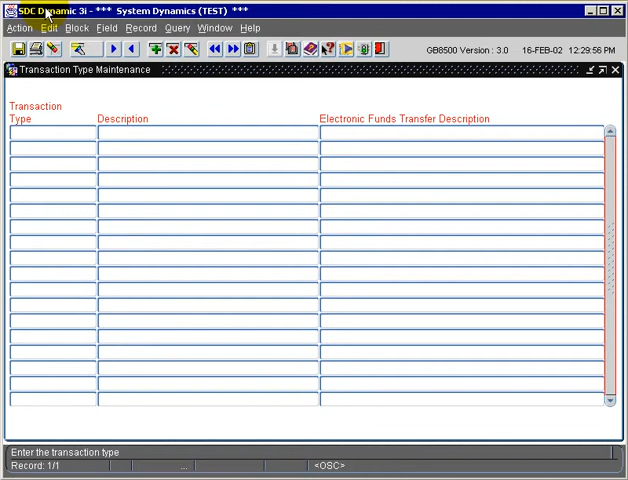 SDC Dynamic 3i - *** System Dynamics (TEST) ***
Action Edit Block Field Record Query Window Help
GB8500 Version : 3.0 16-FEB-02 12:29:56 PM
Transaction Type Maintenance
Transaction
Type Description Electronic Funds Transfer Description
Enter the transaction type
Record: 1/1 ... <OSC>